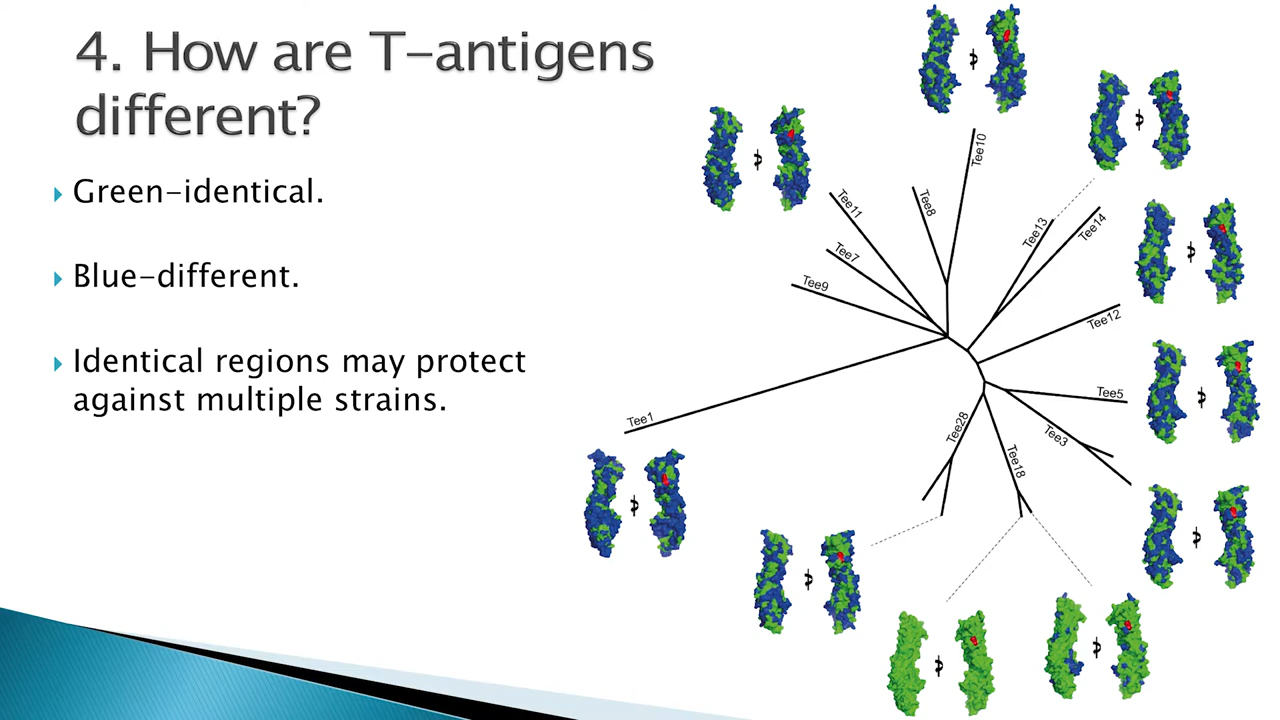 4. How are T-antigens
different?
Green-identical.
Blue-different.
Identical regions may protect
against multiple strains.
Tee10
Tee8
Tee11
Tee7
Tee9
Tee13
Tee14
Tee12
Tee5
Tee3
Tee18
Tee28
Tee1